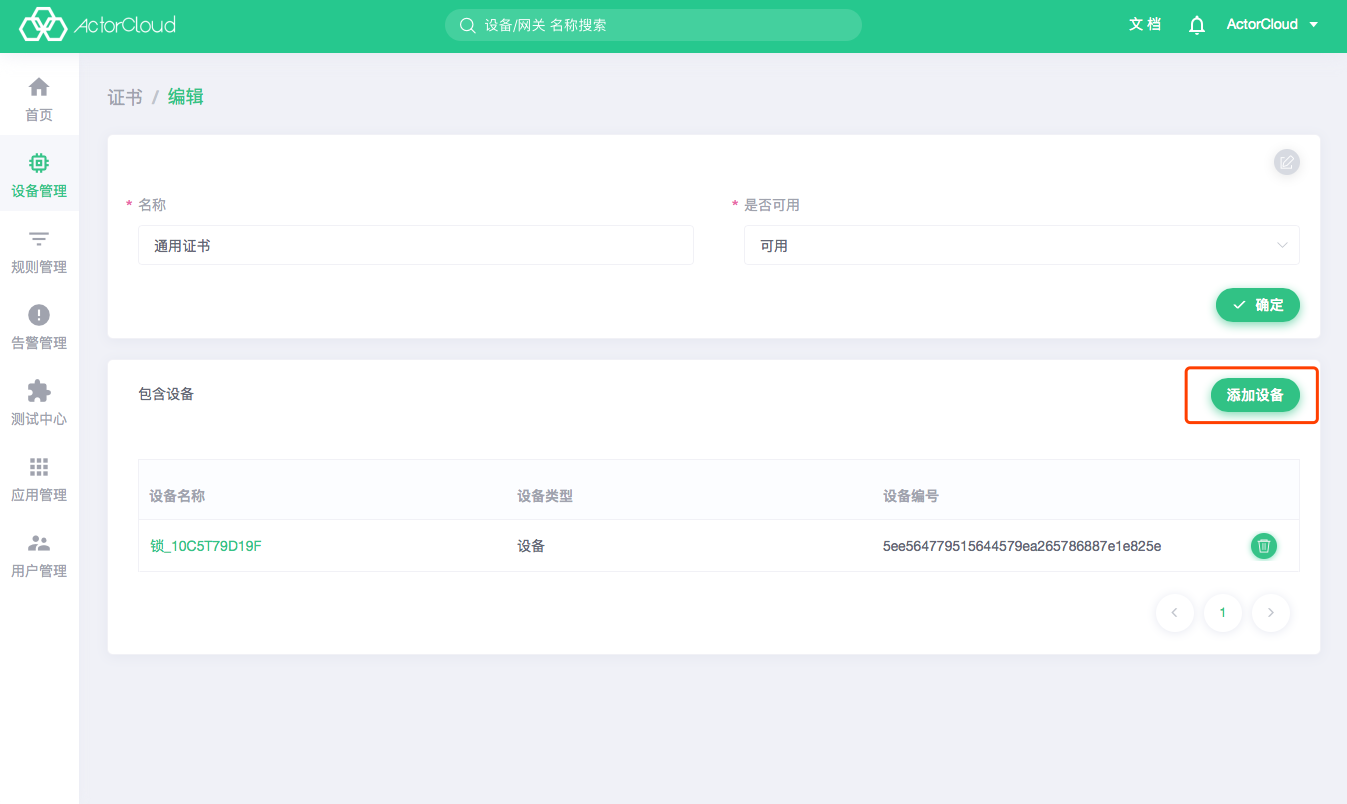 ActorCloud
设备/网关 名称搜索
文档
ActorCloud
首页
设备管理
规则管理
告警管理
测试中心
应用管理
用户管理
证书 / 编辑
* 名称
* 是否可用
通用证书
可用
确定
包含设备
添加设备
设备名称 设备类型 设备编号
锁_10C5T79D19F 设备 5ee564779515644579ea265786887e1e825e
1